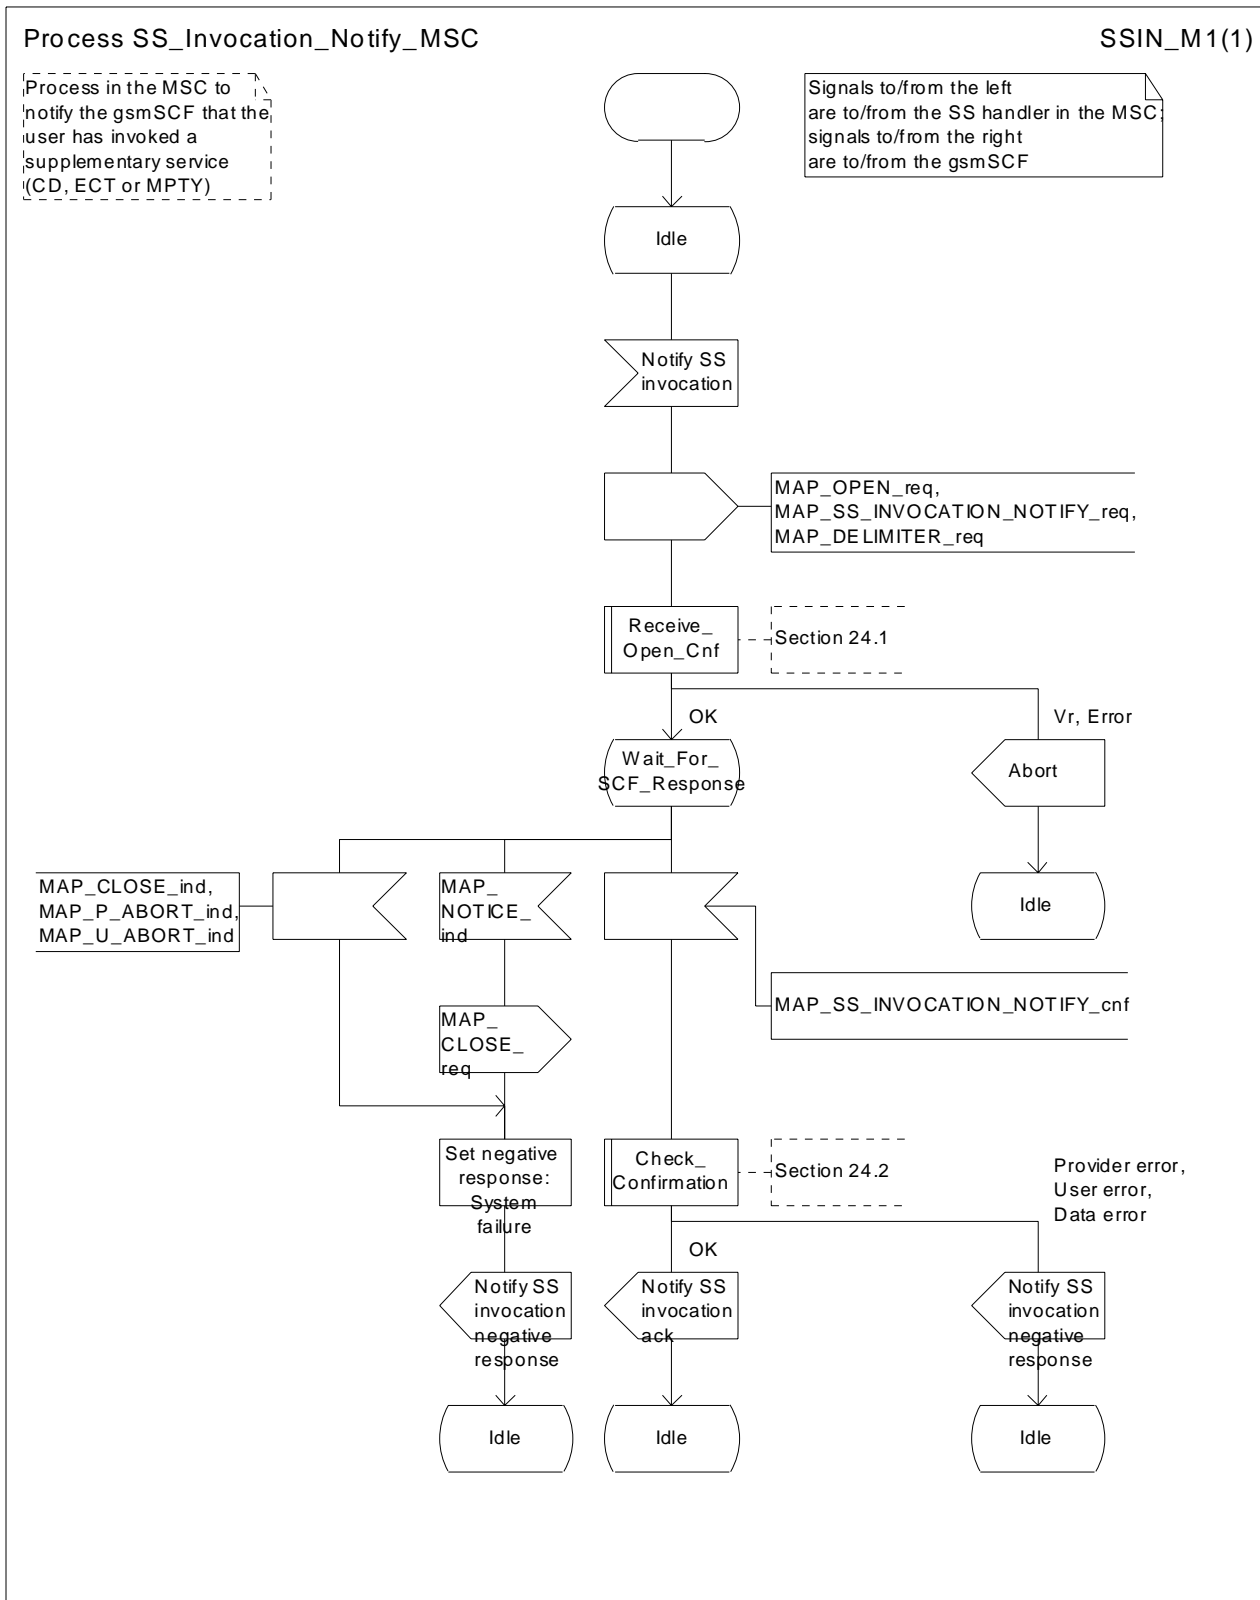 Process SS_Invocation_Notify_MSC
SSIN_M1(1)
Process in the MSC to
notify the gsmSCF that the
user has invoked a
supplementary service
(CD, ECT or MPTY)
Signals to/from the left
are to/from the SS handler in the MSC;
signals to/from the right
are to/from the gsmSCF
Idle
Notify SS
invocation
MAP_OPEN_req,
MAP_SS_INVOCATION_NOTIFY_req,
MAP_DELIMITER_req
Receive_
Open_Cnf
Section 24.1
OK
Vr, Error
Wait_For_
SCF_Response
Abort
MAP_CLOSE_ind,
MAP_P_ABORT_ind,
MAP_U_ABORT_ind
MAP_
NOTICE_
ind
Idle
MAP_SS_INVOCATION_NOTIFY_cnf
MAP_
CLOSE_
req
Set negative
response:
System
failure
Check_
Confirmation
Section 24.2
Provider error,
User error,
Data error
OK
Notify SS
invocation
negative
response
Notify SS
invocation
ack
Notify SS
invocation
negative
response
Idle
Idle
Idle